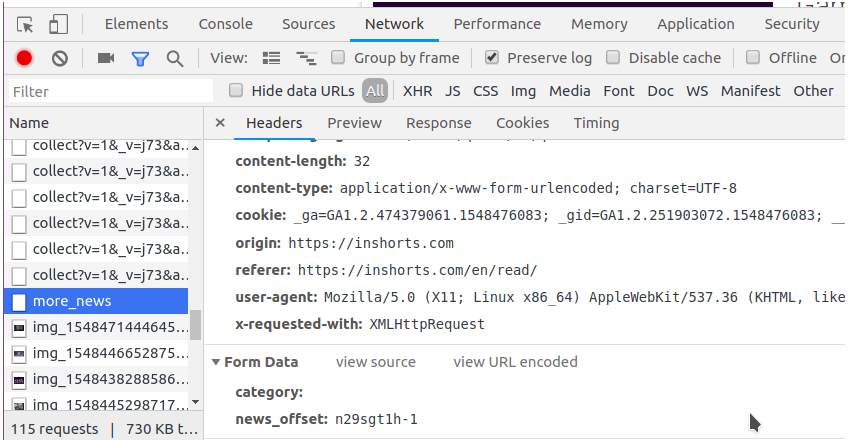 Elements Console Sources Network Performance Memory Application Security
View: Group by frame Preserve log Disable cache Offline
Filter Hide data URLs All XHR JS CSS Img Media Font Doc WS Manifest Other
Name × Headers Preview Response Cookies Timing
collect?v=1&_v=j73&a...
collect?v=1&_v=j73&a...
collect?v=1&_v=j73&a...
collect?v=1&_v=j73&a...
collect?v=1&_v=j73&a...
collect?v=1&_v=j73&a...
more_news
img_1548471444645...
img_1548446652875...
img_1548438288586...
img_1548445298717...
115 requests | 730 KB t...
content-length: 32
content-type: application/x-www-form-urlencoded; charset=UTF-8
cookie: _ga=GA1.2.474379061.1548476083; _gid=GA1.2.251903072.1548476083; __
origin: https://inshorts.com
referer: https://inshorts.com/en/read/
user-agent: Mozilla/5.0 (X11; Linux x86_64) AppleWebKit/537.36 (KHTML, like
x-requested-with: XMLHttpRequest
Form Data view source view URL encoded
category:
news_offset: n29sgt1h-1